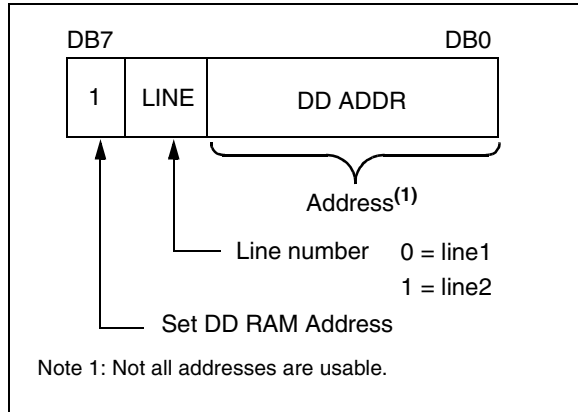 DB7 DB0
1 LINE DD ADDR
Address(1)
Line number 0 = line1
1 = line2
Set DD RAM Address
Note 1: Not all addresses are usable.